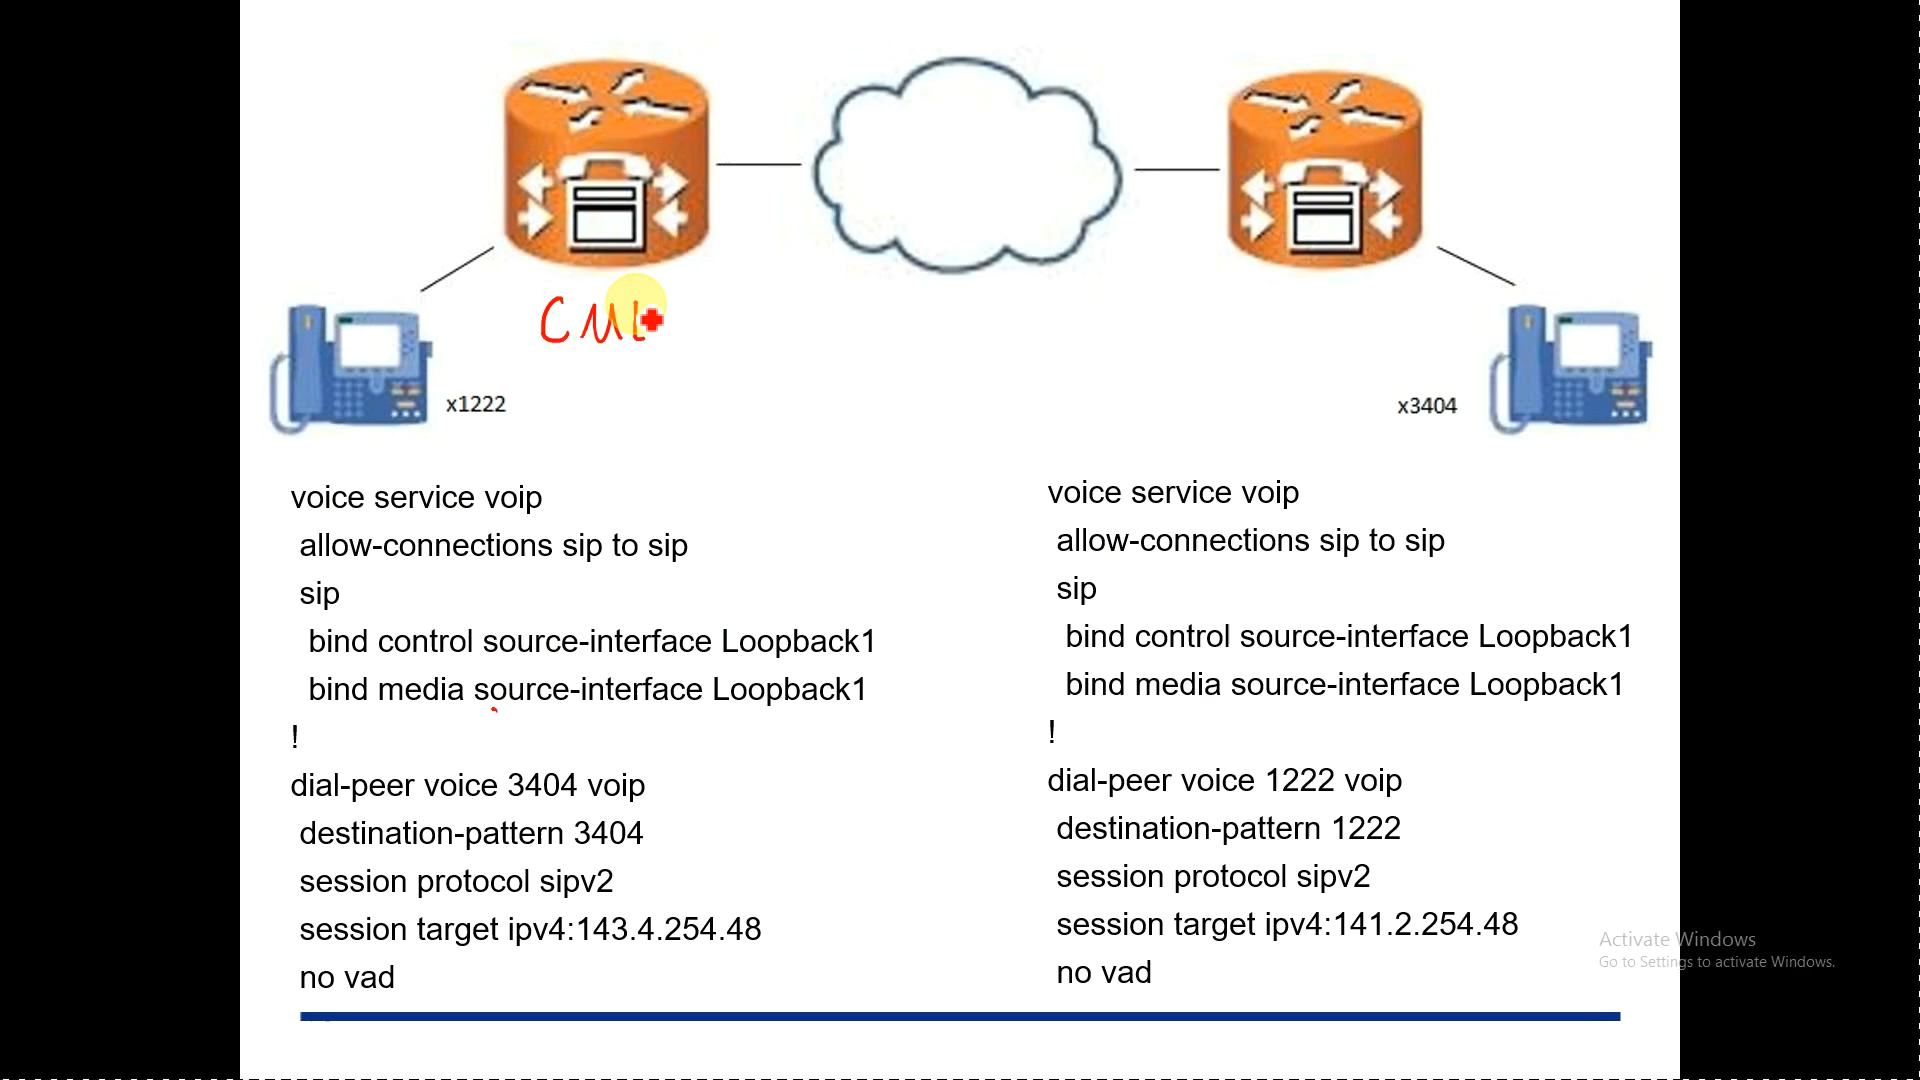 x1222
x3404
voice service voip
allow-connections sip to sip
sip
bind control source-interface Loopback1
bind media source-interface Loopback1
!
dial-peer voice 3404 voip
destination-pattern 3404
session protocol sipv2
session target ipv4:143.4.254.48
no vad
voice service voip
allow-connections sip to sip
sip
bind control source-interface Loopback1
bind media source-interface Loopback1
!
dial-peer voice 1222 voip
destination-pattern 1222
session protocol sipv2
session target ipv4:141.2.254.48
no vad
Activate Windows
Go to Settings to activate Windows.